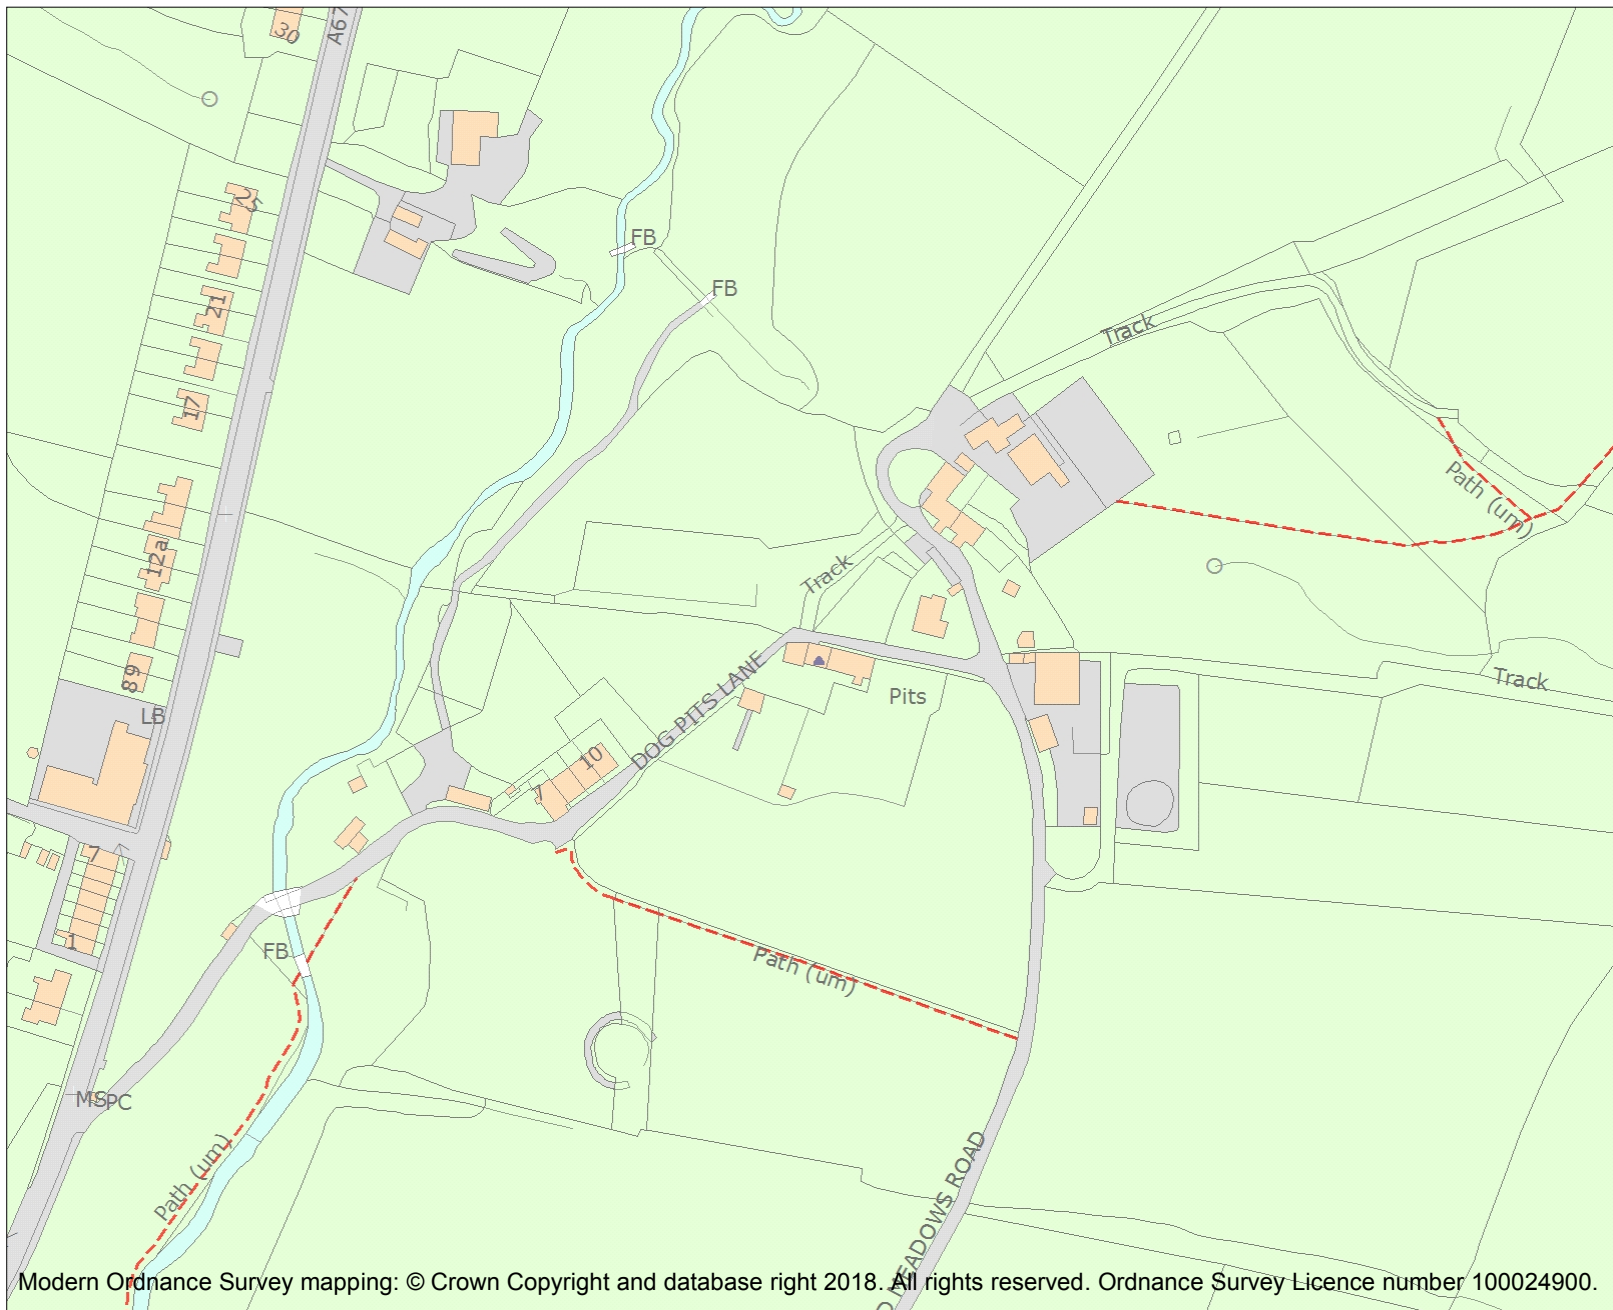 30
A67
25
FB
FB
21
Track
17
Path (um)
12a
Track
9
8
LB
DOG PITS LANE
Pits
Track
10
7
7
1
FB
Path (um)
MS
PC
Path (um)
MEADOWS ROAD
Modern Ordnance Survey mapping: © Crown Copyright and database right 2018. All rights reserved. Ordnance Survey Licence number 100024900.